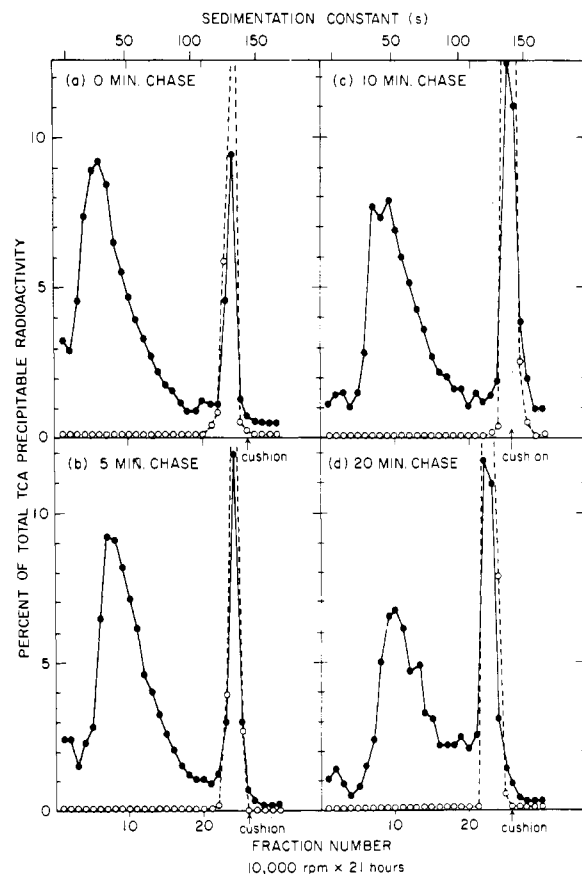 SEDIMENTATION CONSTANT (s)
50 100 150 50 100 150
(a) 0 MIN. CHASE
(c) 10 MIN. CHASE
10
5
0
cushion
cush on
(b) 5 MIN. CHASE
(d) 20 MIN. CHASE
10
5
0
cushion
cushion
10 20 10 20
PERCENT OF TOTAL TCA PRECIPITABLE RADIOACTIVITY
FRACTION NUMBER
10,000 rpm × 21 hours